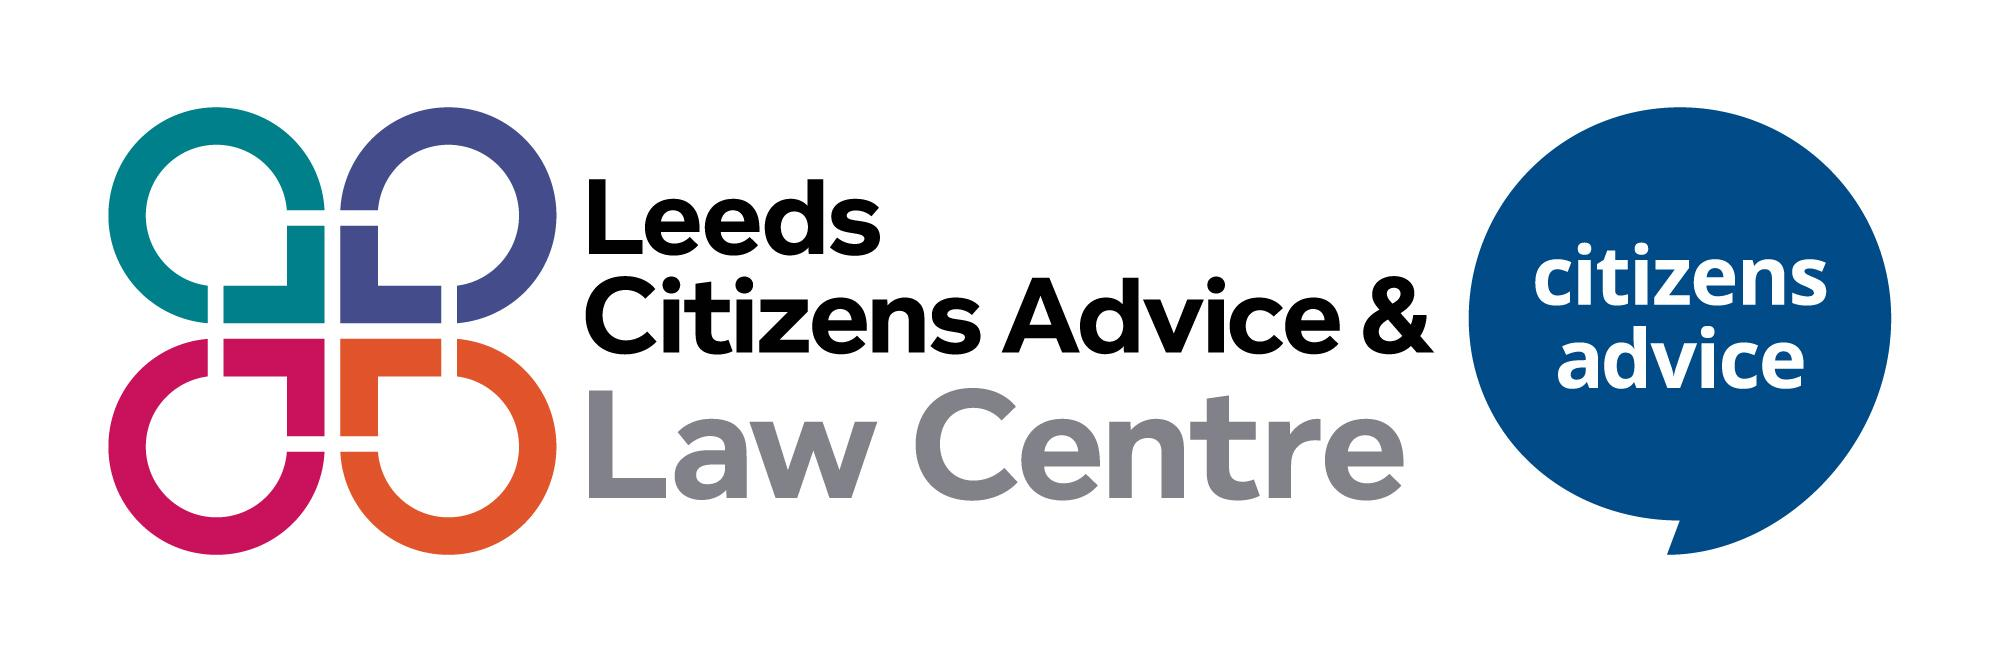 Leeds
Citizens Advice &
Law Centre
citizens
advice